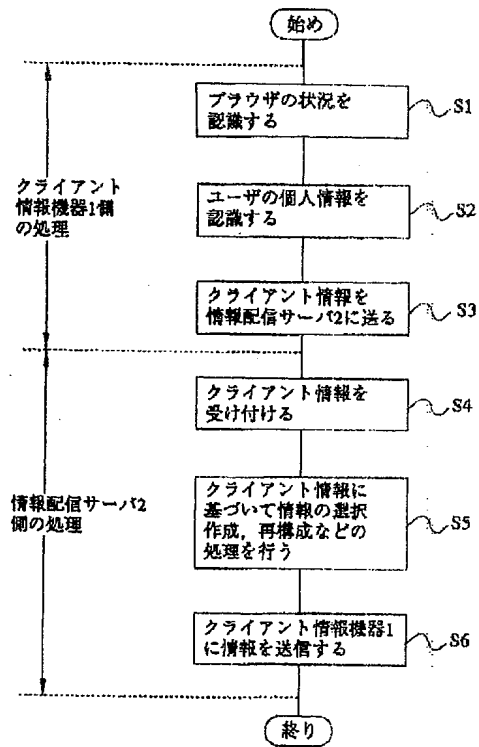 始め
ブラウザの状況を
認識する
S1
クライアント
情報機器1側
の処理
ユーザの個人情報を
認識する
S2
クライアント情報を
情報配信サーバ2に送る
S3
クライアント情報を
受け付ける
S4
情報配信サーバ2
側の処理
クライアント情報に
基づいて情報の選択
作成，再構成などの
処理を行う
S5
クライアント情報機器1
に情報を送信する
S6
終り